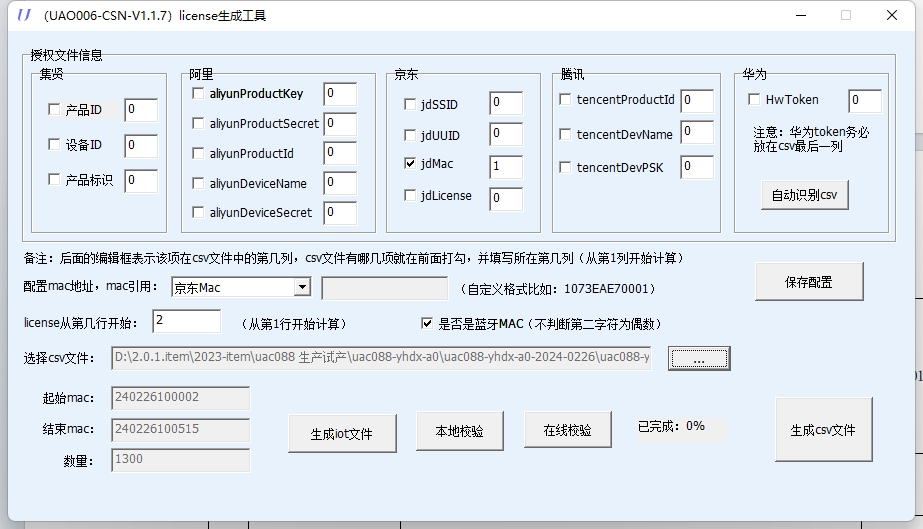 （UAO006-CSN-V1.1.7）license生成工具
授权文件信息
集贤
产品ID 0
设备ID 0
产品标识 0
阿里
aliyunProductKey 0
aliyunProductSecret 0
aliyunProductId 0
aliyunDeviceName 0
aliyunDeviceSecret 0
京东
jdSSID 0
jdUUID 0
jdMac 1
jdLicense 0
腾讯
tencentProductId 0
tencentDevName 0
tencentDevPSK 0
华为
HwToken 0
注意：华为token务必
放在csv最后一列
自动识别csv
备注：后面的编辑框表示该项在csv文件中的第几列，csv文件有哪几项就在前面打勾，并填写所在第几列（从第1列开始计算）
配置mac地址，mac引用： 京东Mac （自定义格式比如：1073EAE70001）
保存配置
license从第几行开始： 2 （从第1行开始计算） 是否是蓝牙MAC（不判断第二字符为偶数）
选择csv文件： D:\2.0.1.item\2023-item\uac088 生产试产\uac088-yhdx-a0\uac088-yhdx-a0-2024-0226\uac088-y ...
起始mac： 240226100002
结束mac： 240226100515
数量： 1300
生成iot文件
本地校验
在线校验
已完成：0%
生成csv文件